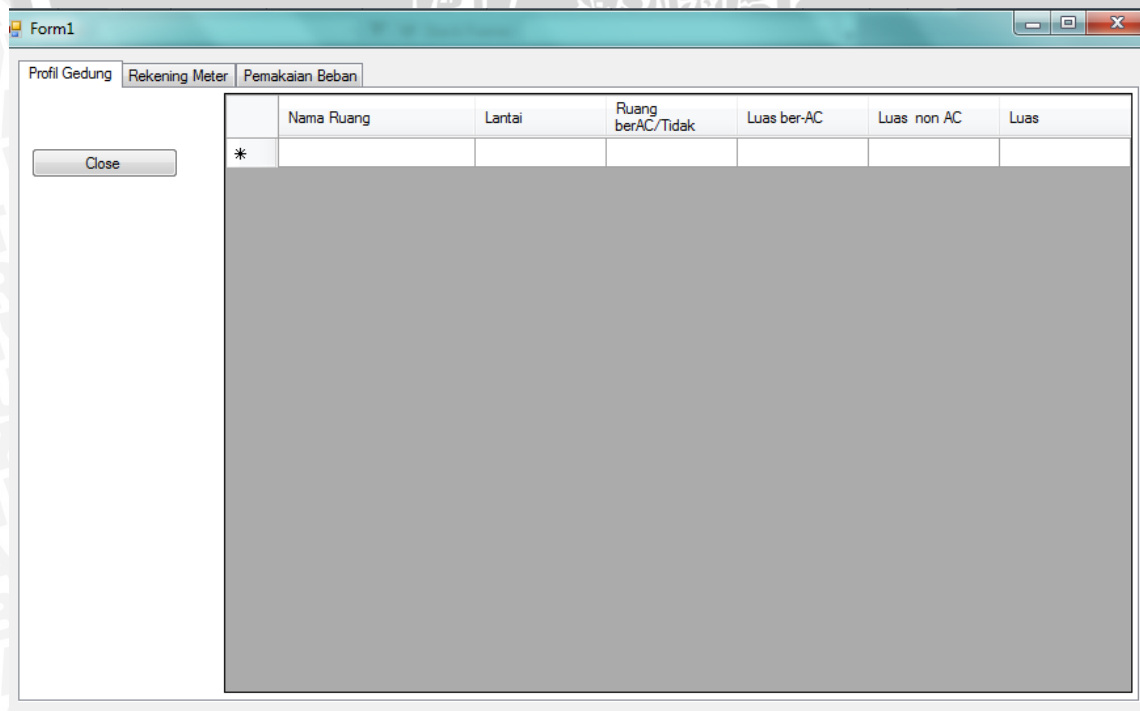 Form1
Profil Gedung
Rekening Meter
Pemakaian Beban
Close
Nama Ruang
Lantai
Ruang
berAC/Tidak
Luas ber-AC
Luas non AC
Luas